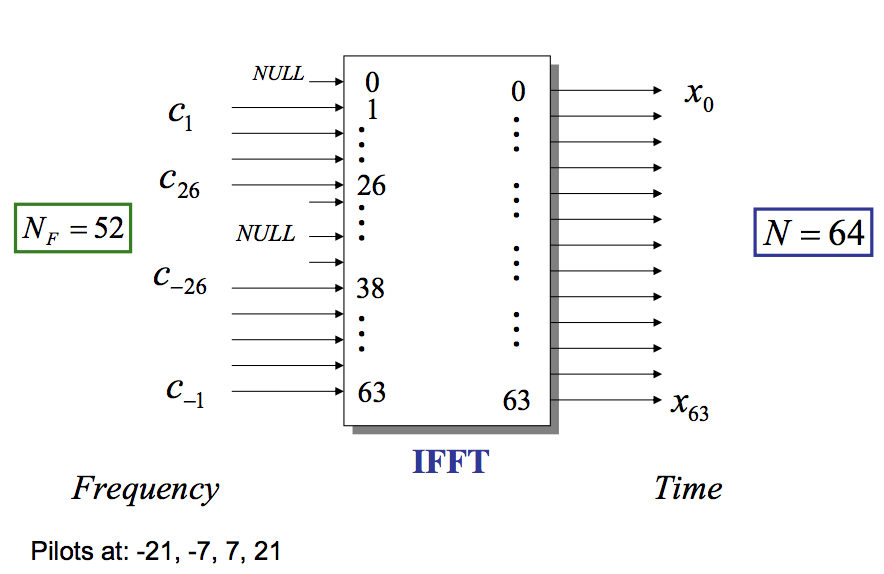 NULL
0
0
x₀
c₁
1
c₂₆
26
N_F = 52
NULL
N = 64
c₋₂₆
38
c₋₁
63
63
x₆₃
IFFT
Frequency
Time
Pilots at: -21, -7, 7, 21